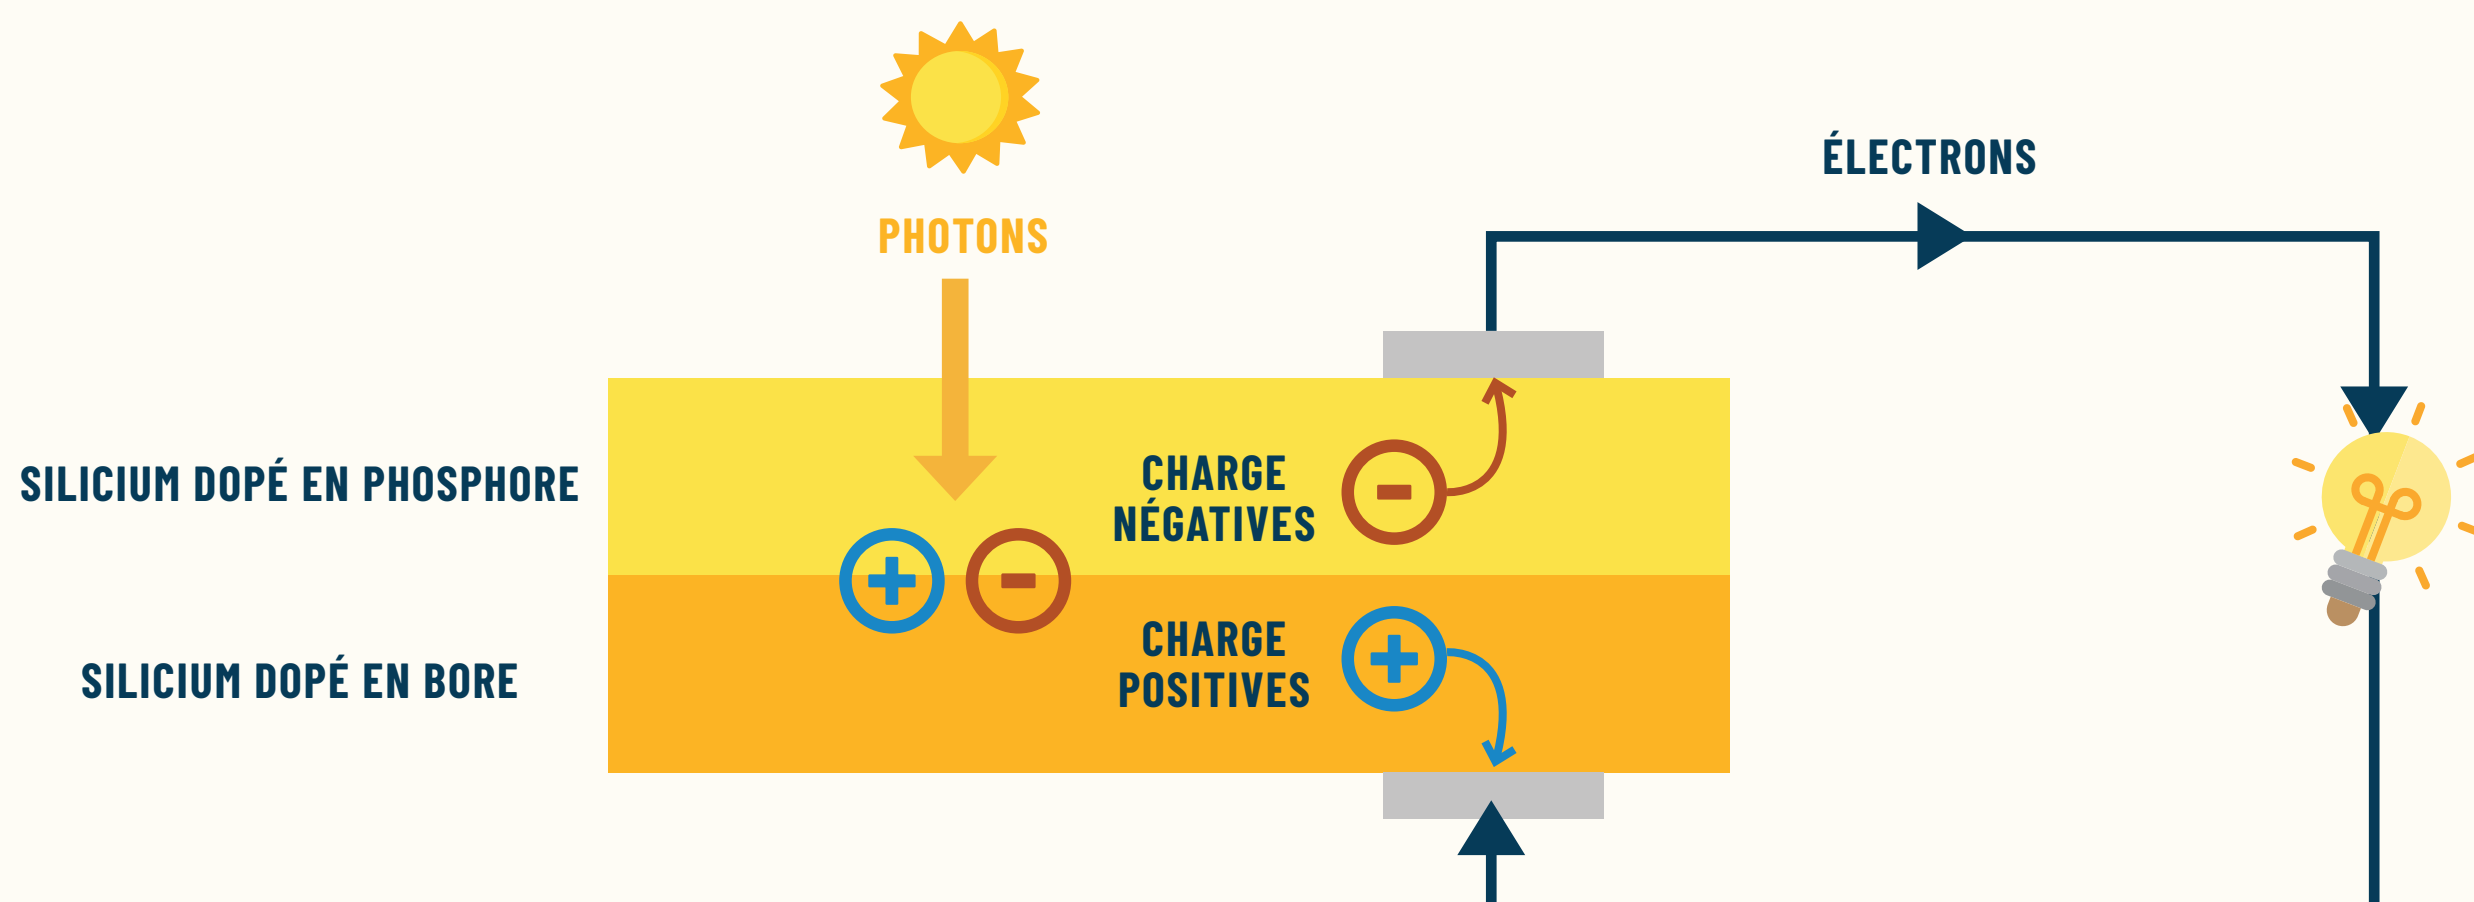 PHOTONS
ÉLECTRONS
SILICIUM DOPÉ EN PHOSPHORE
CHARGE
NÉGATIVES
SILICIUM DOPÉ EN BORE
CHARGE
POSITIVES